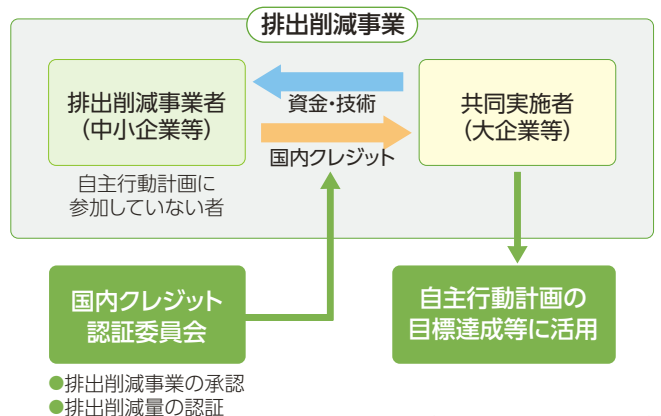 排出削減事業
排出削減事業者
（中小企業等）
資金・技術
国内クレジット
共同実施者
（大企業等）
自主行動計画に
参加していない者
国内クレジット
認証委員会
自主行動計画の
目標達成等に活用
●排出削減事業の承認
●排出削減量の認証